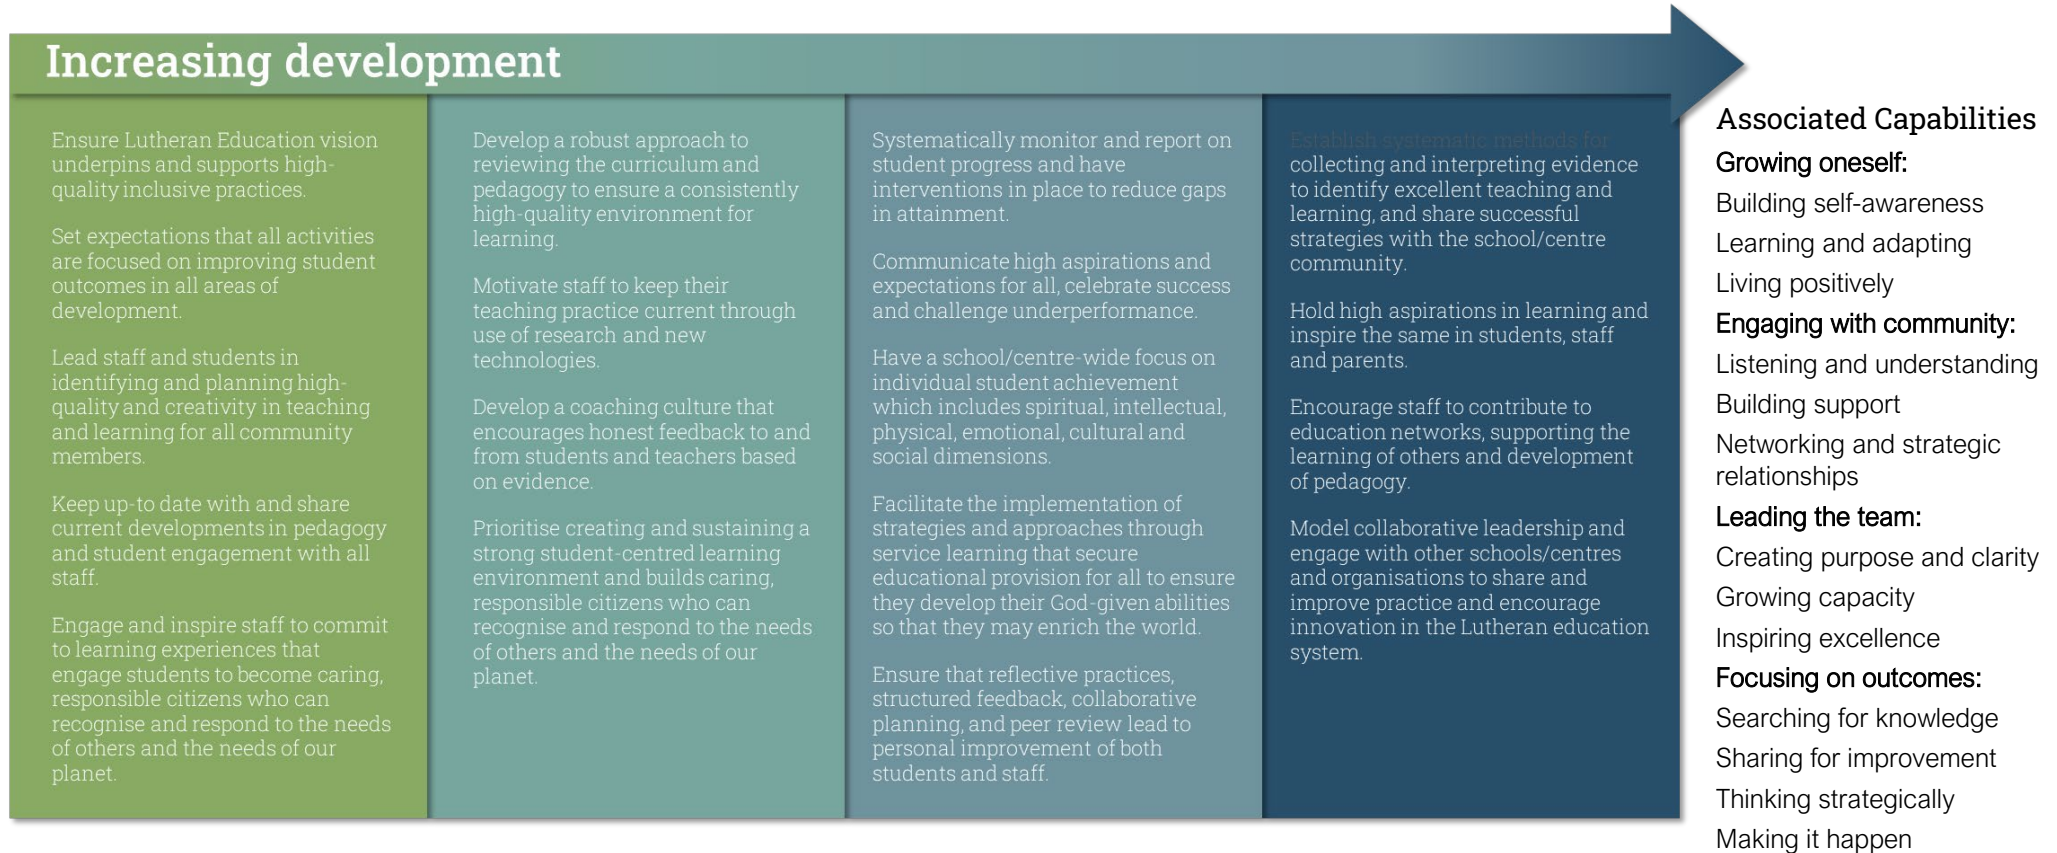 Increasing development
Ensure Lutheran Education vision
underpins and supports high-
quality inclusive practices.
Set expectations that all activities
are focused on improving student
outcomes in all areas of
development.
Lead staff and students in
identifying and planning high-
quality and creativity in teaching
and learning for all community
members.
Keep up-to date with and share
current developments in pedagogy
and student engagement with all
staff.
Engage and inspire staff to commit
to learning experiences that
engage students to become caring,
responsible citizens who can
recognise and respond to the needs
of others and the needs of our
planet.
Develop a robust approach to
reviewing the curriculum and
pedagogy to ensure a consistently
high-quality environment for
learning.
Motivate staff to keep their
teaching practice current through
use of research and new
technologies.
Develop a coaching culture that
encourages honest feedback to and
from students and teachers based
on evidence.
Prioritise creating and sustaining a
strong student-centred learning
environment and builds caring,
responsible citizens who can
recognise and respond to the needs
of others and the needs of our
planet.
Systematically monitor and report on
student progress and have
interventions in place to reduce gaps
in attainment.
Communicate high aspirations and
expectations for all, celebrate success
and challenge underperformance.
Have a school/centre-wide focus on
individual student achievement
which includes spiritual, intellectual,
physical, emotional, cultural and
social dimensions.
Facilitate the implementation of
strategies and approaches through
service learning that secure
educational provision for all to ensure
they develop their God-given abilities
so that they may enrich the world.
Ensure that reflective practices,
structured feedback, collaborative
planning, and peer review lead to
personal improvement of both
students and staff.
Establish systematic methods for
collecting and interpreting evidence
to identify excellent teaching and
learning, and share successful
strategies with the school/centre
community.
Hold high aspirations in learning and
inspire the same in students, staff
and parents.
Encourage staff to contribute to
education networks, supporting the
learning of others and development
of pedagogy.
Model collaborative leadership and
engage with other schools/centres
and organisations to share and
improve practice and encourage
innovation in the Lutheran education
system.
Associated Capabilities
Growing oneself:
Building self-awareness
Learning and adapting
Living positively
Engaging with community:
Listening and understanding
Building support
Networking and strategic
relationships
Leading the team:
Creating purpose and clarity
Growing capacity
Inspiring excellence
Focusing on outcomes:
Searching for knowledge
Sharing for improvement
Thinking strategically
Making it happen